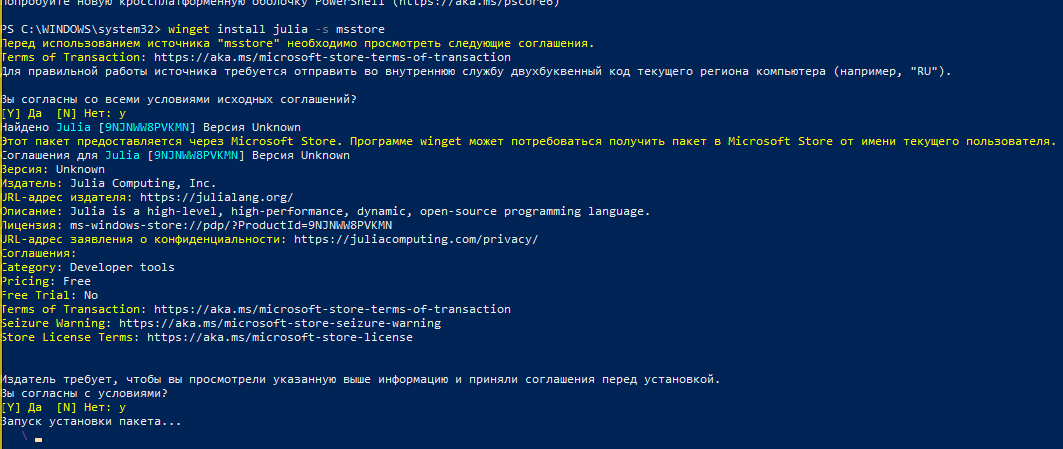 Попробуйте новую кроссплатформенную оболочку PowerShell (https://aka.ms/pscore6)
PS C:\WINDOWS\system32> winget install julia -s msstore
Перед использованием источника "msstore" необходимо просмотреть следующие соглашения.
Terms of Transaction: https://aka.ms/microsoft-store-terms-of-transaction
Для правильной работы источника требуется отправить во внутреннюю службу двухбуквенный код текущего региона компьютера (например, "RU").
Вы согласны со всеми условиями исходных соглашений?
[Y] Да  [N] Нет: y
Найдено Julia [9NJNWW8PVKMN] Версия Unknown
Этот пакет предоставляется через Microsoft Store. Программе winget может потребоваться получить пакет в Microsoft Store от имени текущего пользователя.
Соглашения для Julia [9NJNWW8PVKMN] Версия Unknown
Версия: Unknown
Издатель: Julia Computing, Inc.
URL-адрес издателя: https://julialang.org/
Описание: Julia is a high-level, high-performance, dynamic, open-source programming language.
Лицензия: ms-windows-store://pdp/?ProductId=9NJNWW8PVKMN
URL-адрес заявления о конфиденциальности: https://juliacomputing.com/privacy/
Соглашения:
Category: Developer tools
Pricing: Free
Free Trial: No
Terms of Transaction: https://aka.ms/microsoft-store-terms-of-transaction
Seizure Warning: https://aka.ms/microsoft-store-seizure-warning
Store License Terms: https://aka.ms/microsoft-store-license
Издатель требует, чтобы вы просмотрели указанную выше информацию и приняли соглашения перед установкой.
Вы согласны с условиями?
[Y] Да  [N] Нет: y
Запуск установки пакета...
\